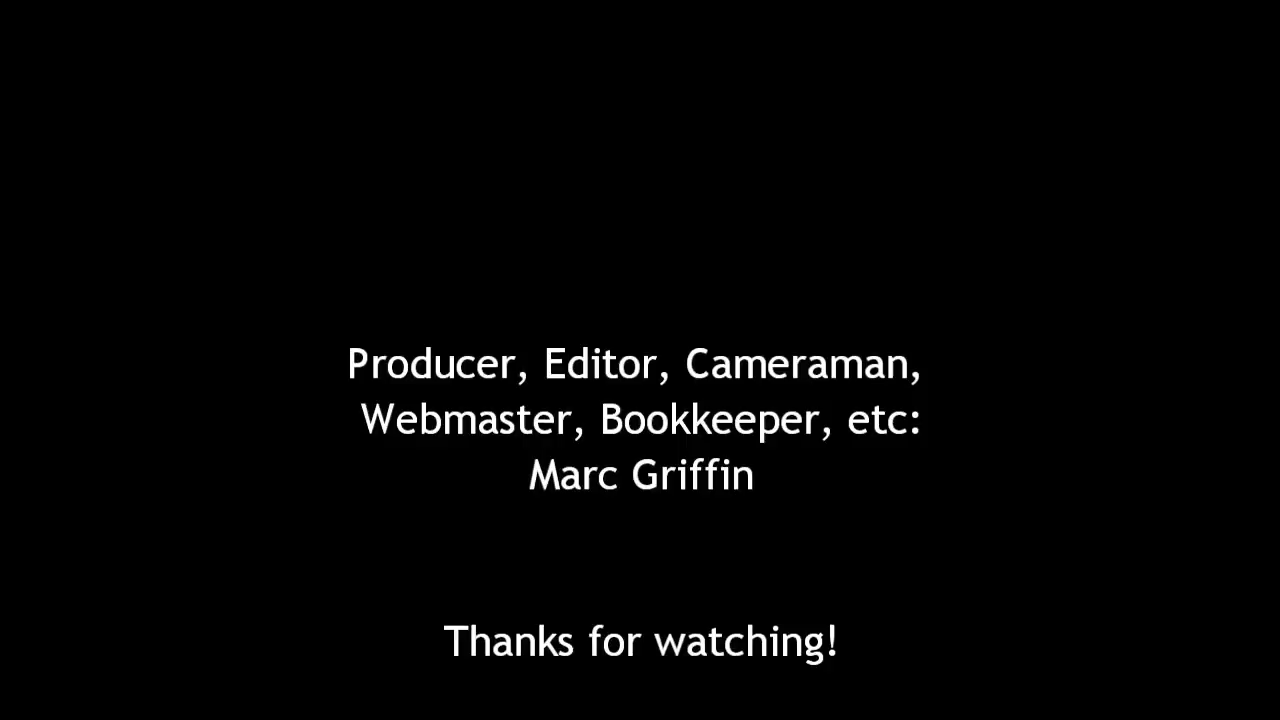 Producer, Editor, Cameraman,
Webmaster, Bookkeeper, etc:
Marc Griffin
Thanks for watching!